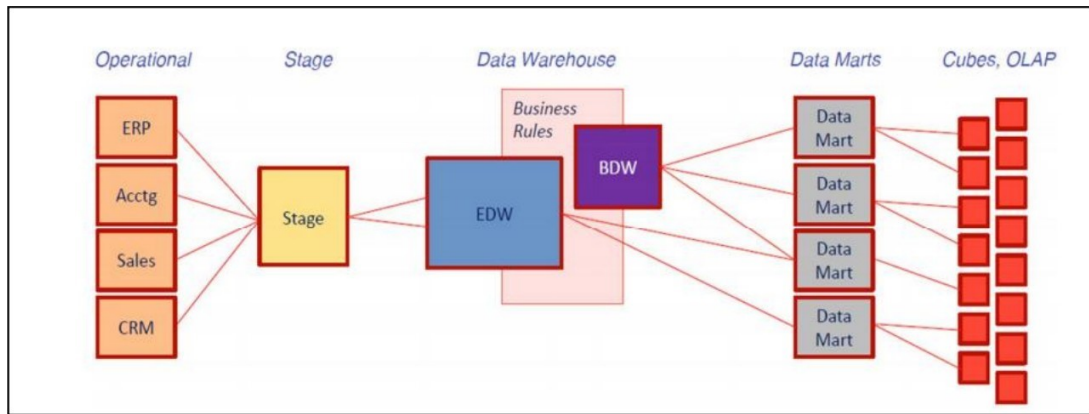 Operational
Stage
Data Warehouse
Data Marts
Cubes, OLAP
ERP
Acctg
Sales
CRM
Stage
Business
Rules
BDW
EDW
Data
Mart
Data
Mart
Data
Mart
Data
Mart